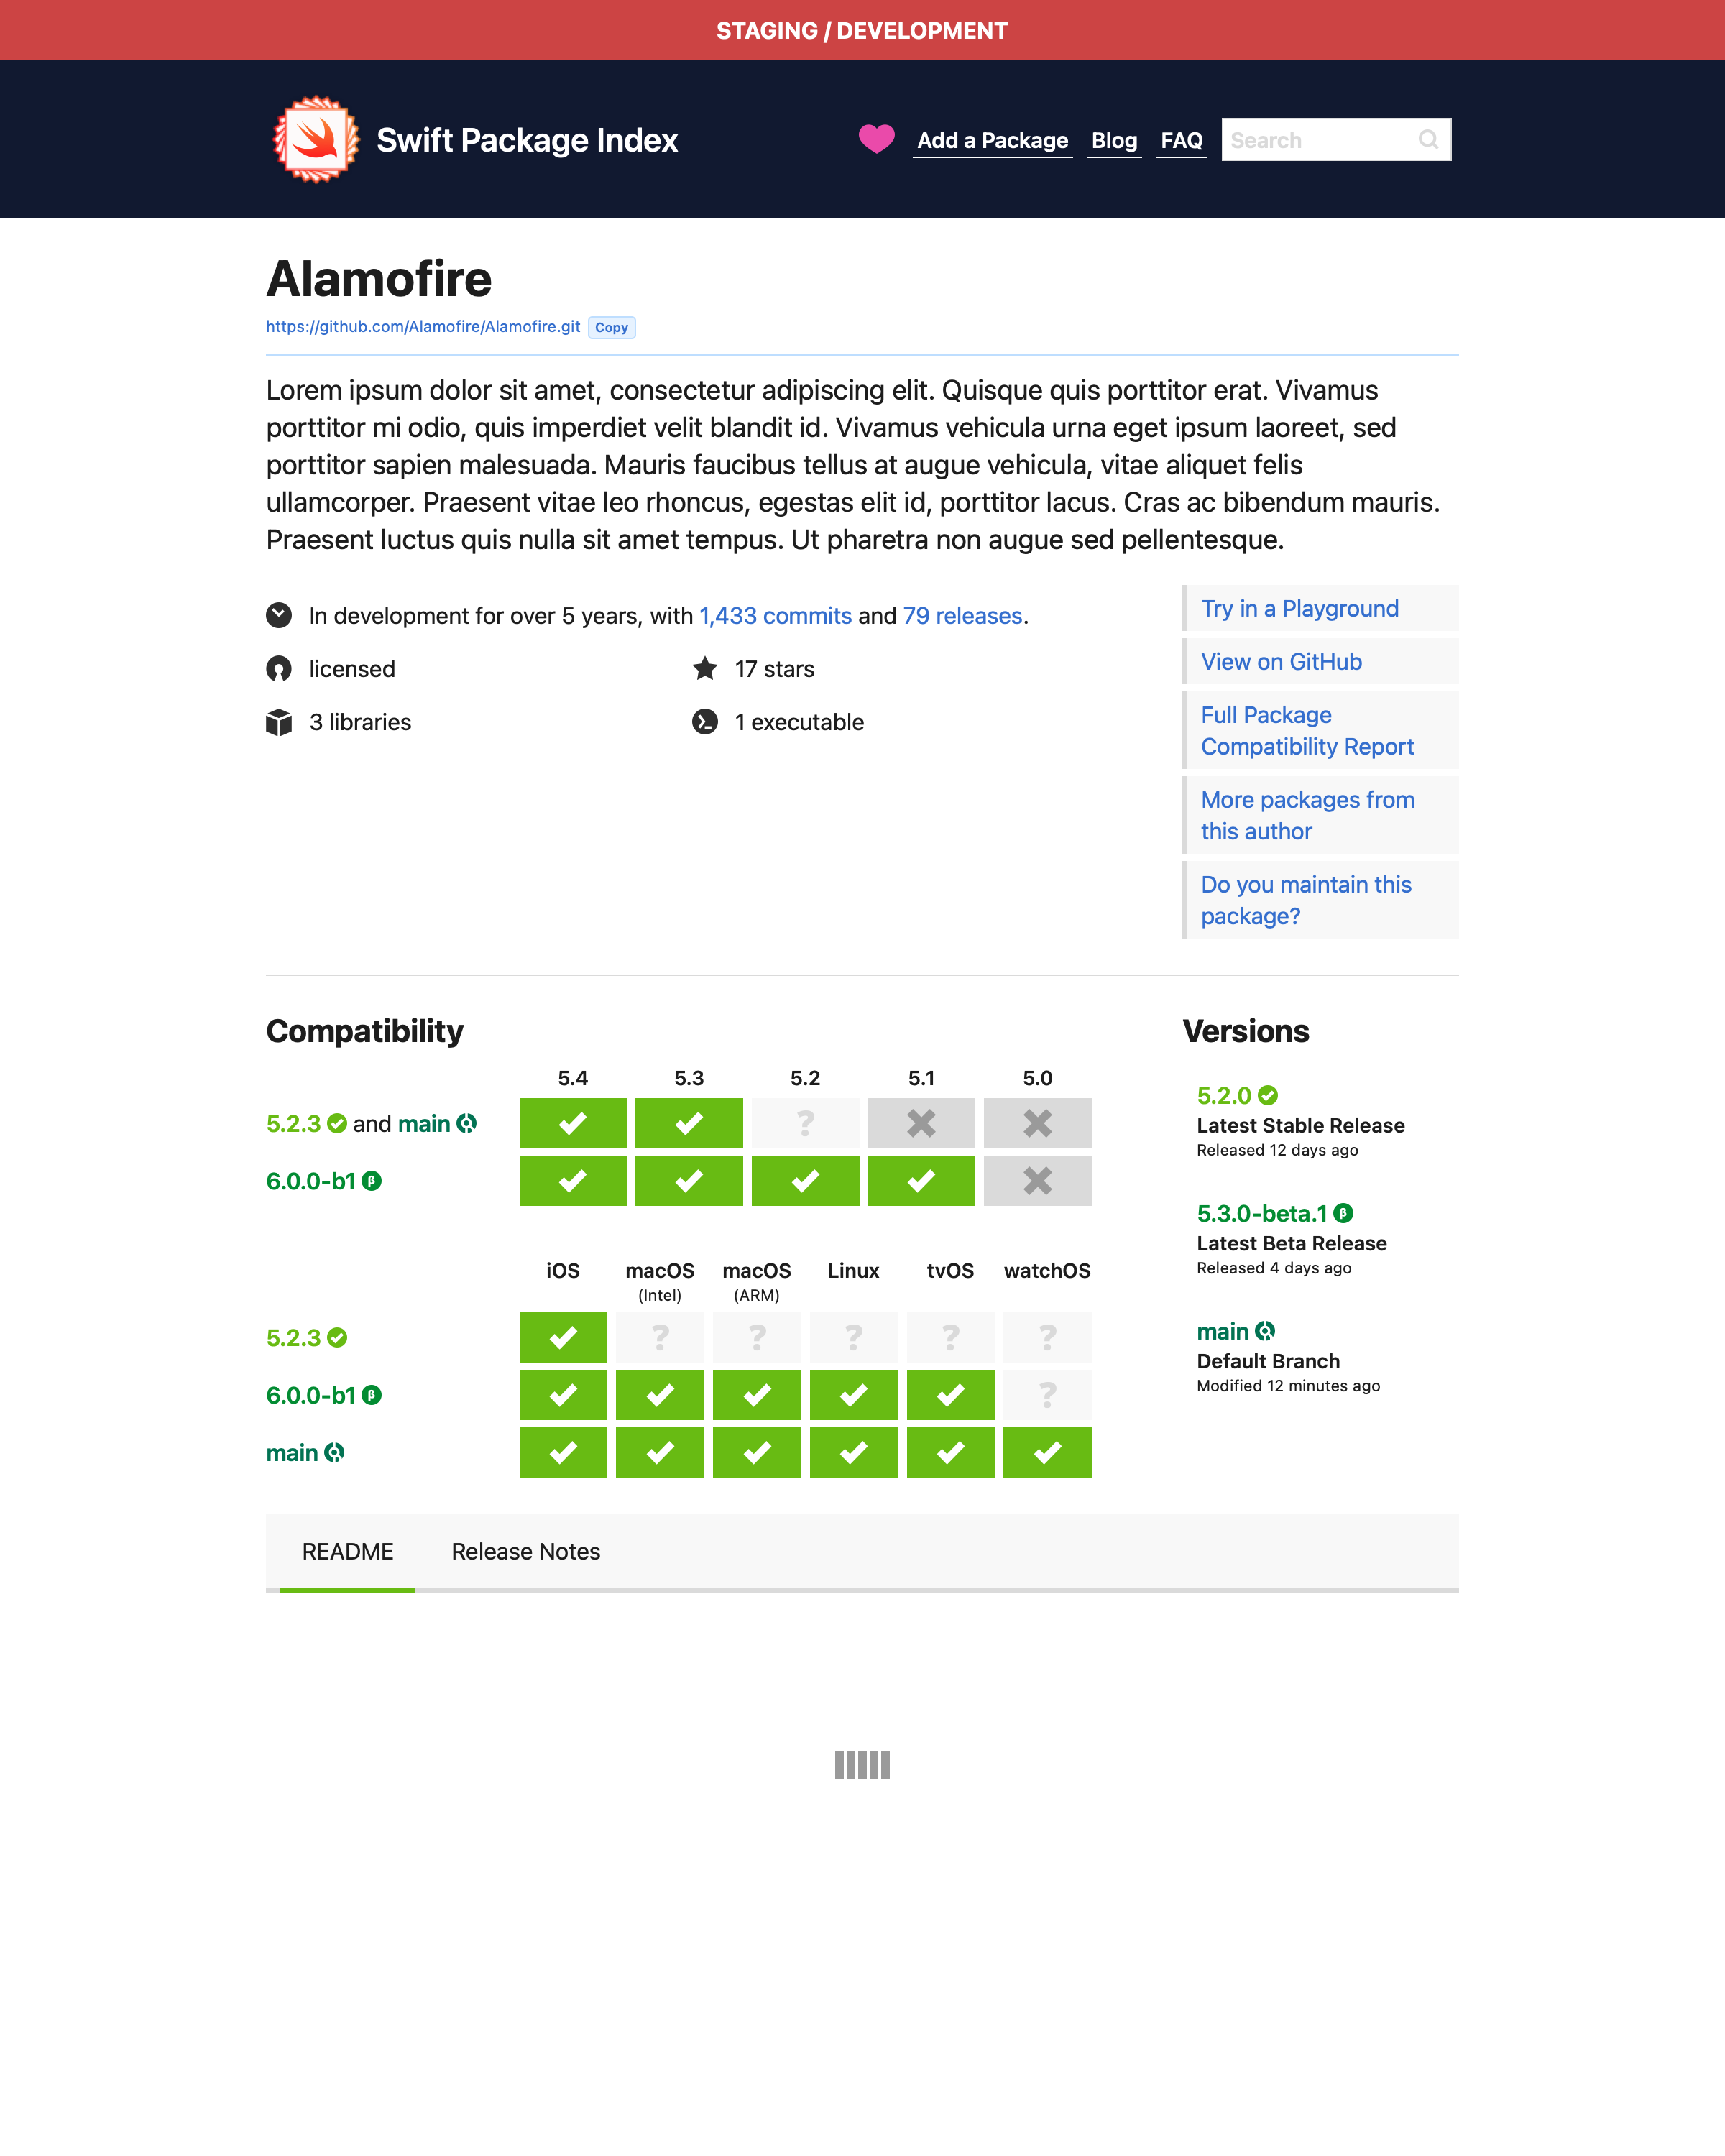 STAGING / DEVELOPMENT
Swift Package Index
Add a Package Blog FAQ Search
Alamofire
https://github.com/Alamofire/Alamofire.git Copy
Lorem ipsum dolor sit amet, consectetur adipiscing elit. Quisque quis porttitor erat. Vivamus
porttitor mi odio, quis imperdiet velit blandit id. Vivamus vehicula urna eget ipsum laoreet, sed
porttitor sapien malesuada. Mauris faucibus tellus at augue vehicula, vitae aliquet felis
ullamcorper. Praesent vitae leo rhoncus, egestas elit id, porttitor lacus. Cras ac bibendum mauris.
Praesent luctus quis nulla sit amet tempus. Ut pharetra non augue sed pellentesque.
In development for over 5 years, with 1,433 commits and 79 releases.
licensed
17 stars
3 libraries
1 executable
Try in a Playground
View on GitHub
Full Package
Compatibility Report
More packages from
this author
Do you maintain this
package?
Compatibility
5.4 5.3 5.2 5.1 5.0
5.2.3 and main ?
6.0.0-b1 β
iOS macOS macOS Linux tvOS watchOS
(Intel) (ARM)
5.2.3 ? ? ? ? ?
6.0.0-b1 β ?
main
Versions
5.2.0
Latest Stable Release
Released 12 days ago
5.3.0-beta.1 β
Latest Beta Release
Released 4 days ago
main
Default Branch
Modified 12 minutes ago
README Release Notes